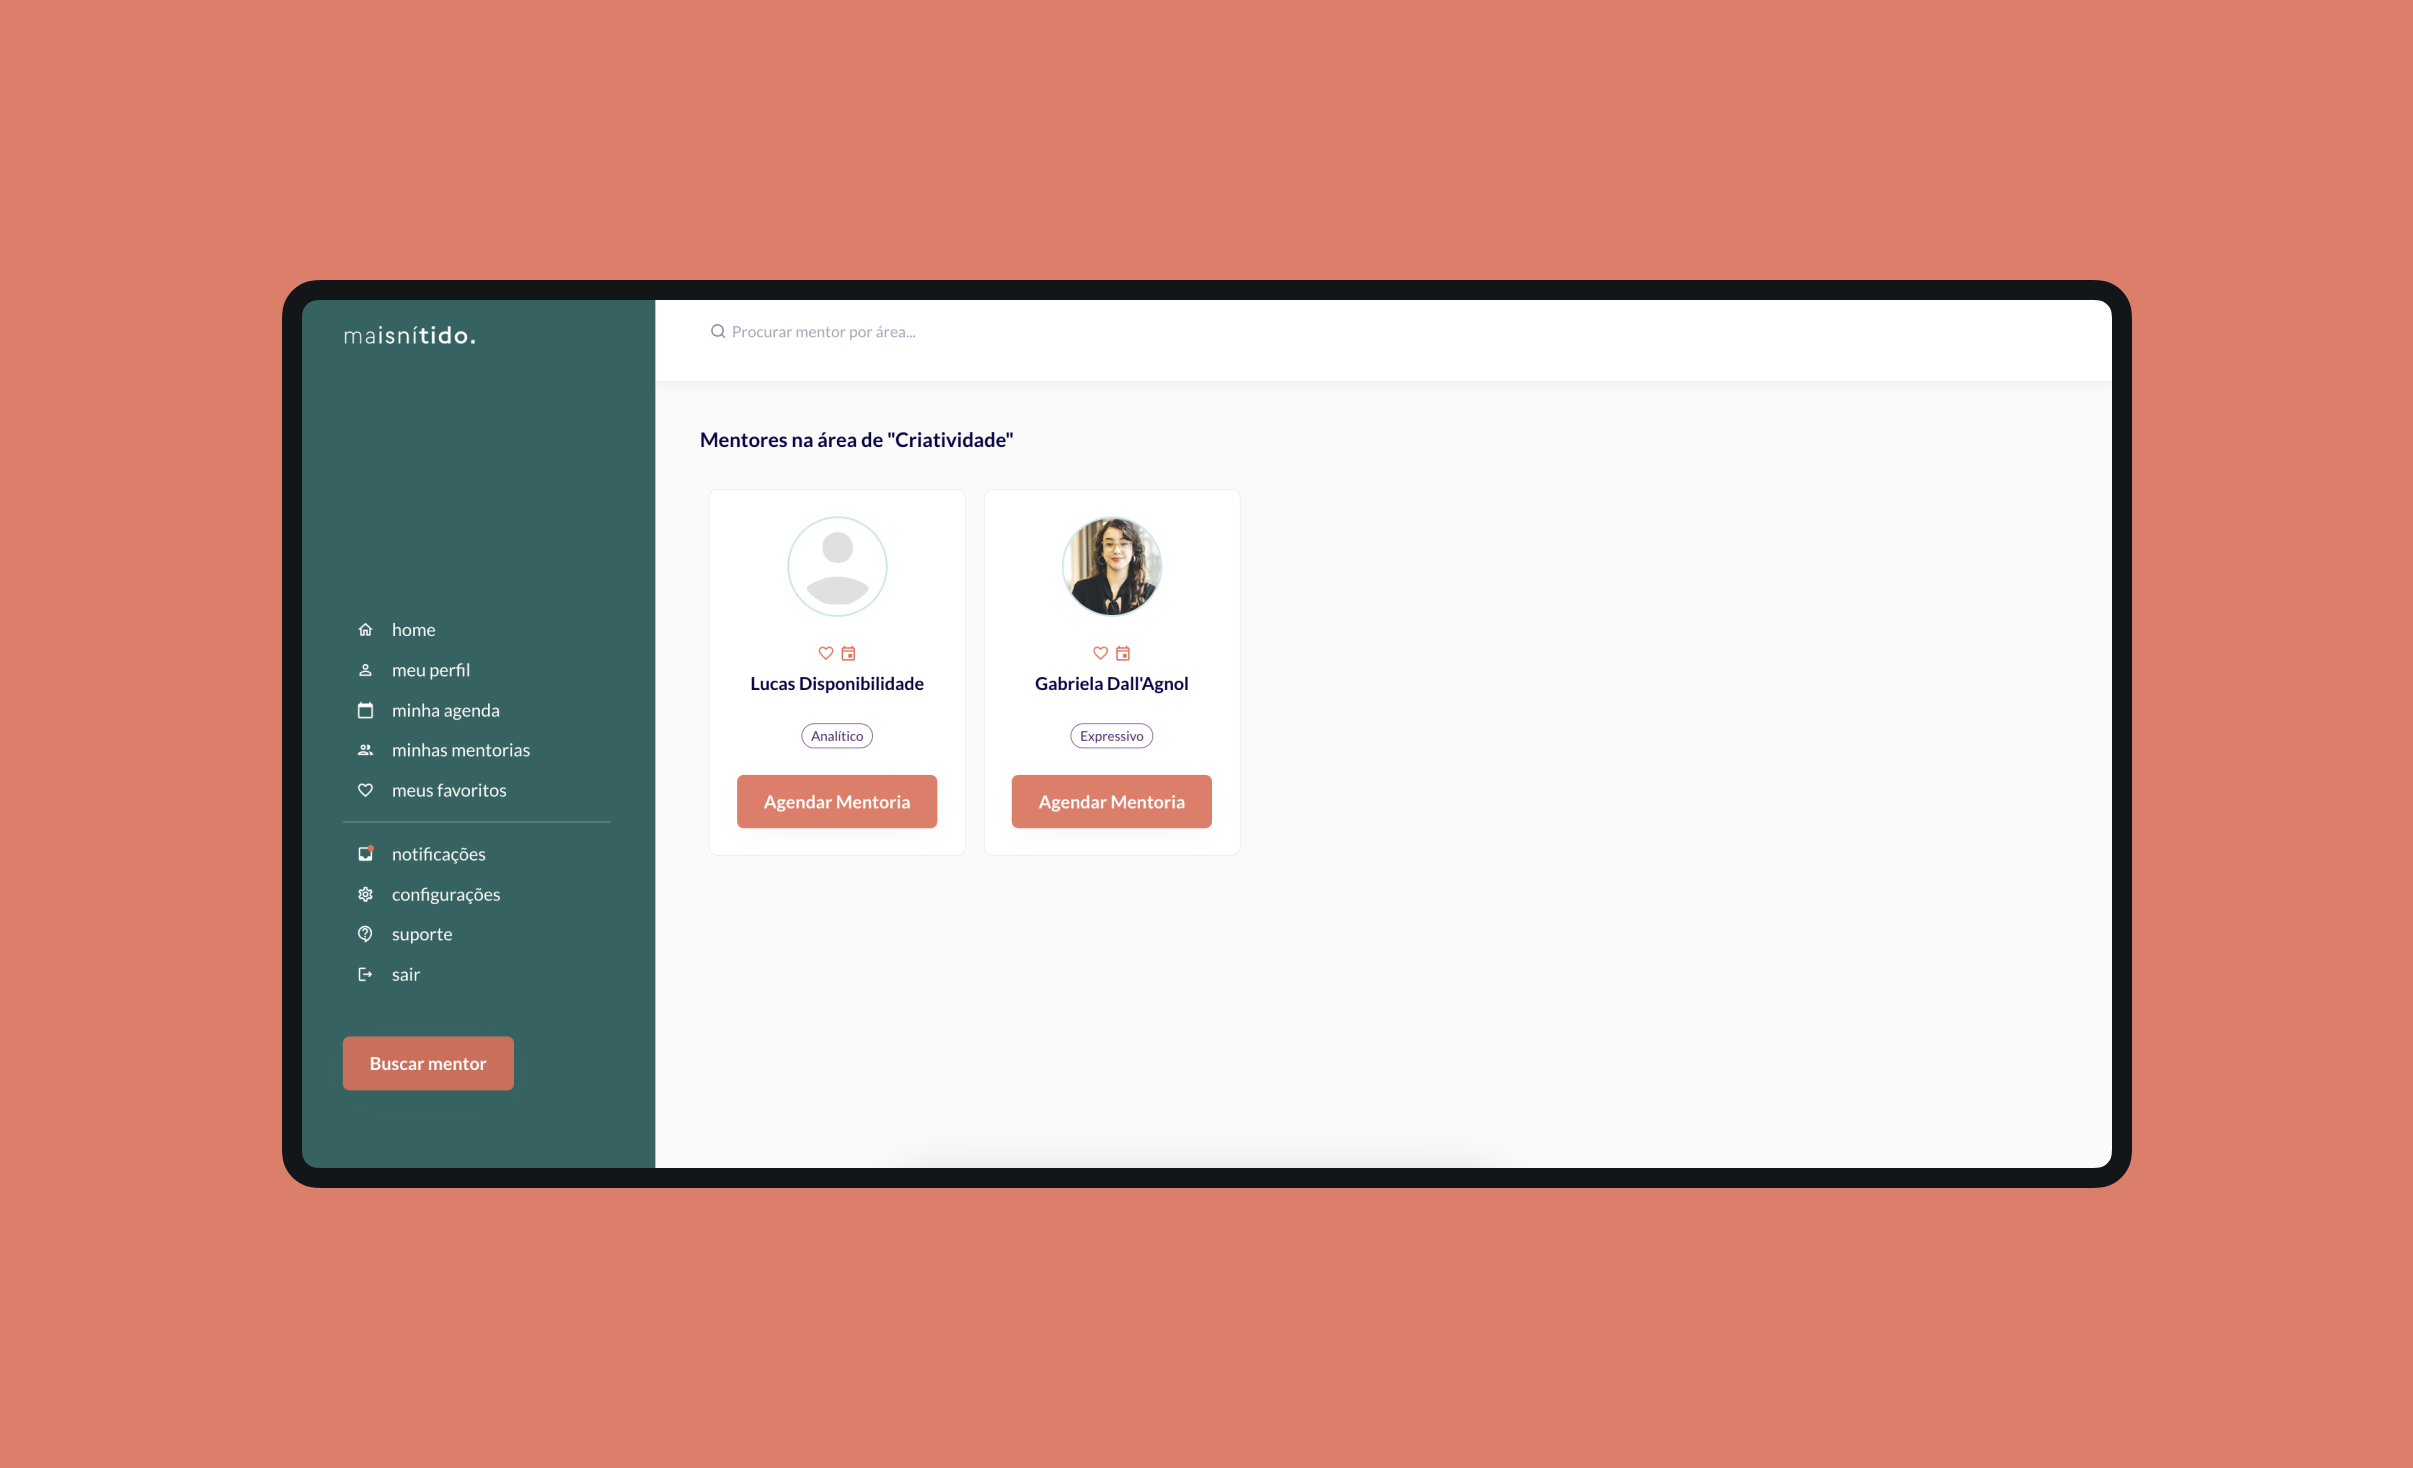 maisnítido.
home
meu perfil
minha agenda
minhas mentorias
meus favoritos
notificações
configurações
suporte
sair
Buscar mentor
Procurar mentor por área...
Mentores na área de "Criatividade"
Lucas Disponibilidade
Analítico
Agendar Mentoria
Gabriela Dall'Agnol
Expressivo
Agendar Mentoria